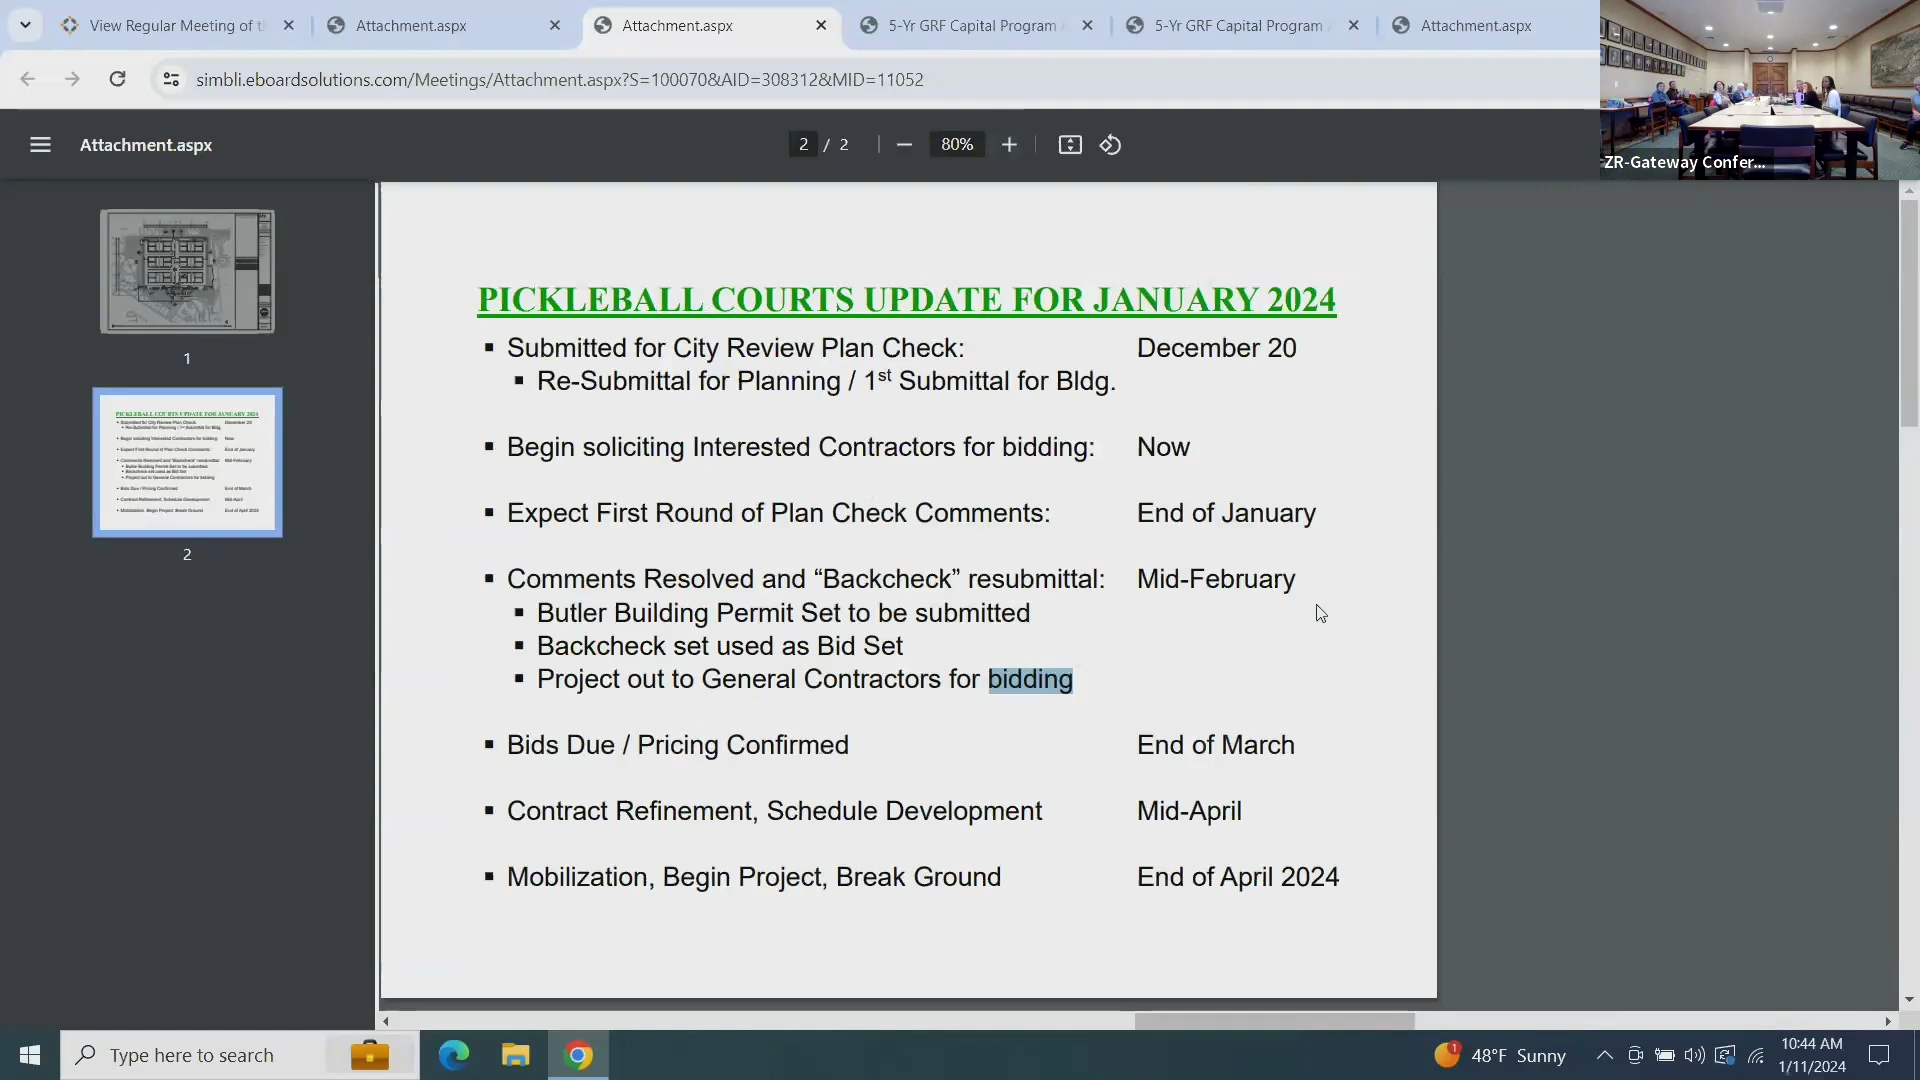 View Regular Meeting of t
Attachment.aspx
Attachment.aspx
5-Yr GRF Capital Program
5-Yr GRF Capital Program
Attachment.aspx
simbli.eboardsolutions.com/Meetings/Attachment.aspx?S=100070&AID=308312&MID=11052
Attachment.aspx
2 / 2
80%
ZR-Gateway Confer...
1
2
PICKLEBALL COURTS UPDATE FOR JANUARY 2024
▪ Submitted for City Review Plan Check: December 20
▪ Re-Submittal for Planning / 1st Submittal for Bldg.
▪ Begin soliciting Interested Contractors for bidding: Now
▪ Expect First Round of Plan Check Comments: End of January
▪ Comments Resolved and “Backcheck” resubmittal: Mid-February
▪ Butler Building Permit Set to be submitted
▪ Backcheck set used as Bid Set
▪ Project out to General Contractors for bidding
▪ Bids Due / Pricing Confirmed End of March
▪ Contract Refinement, Schedule Development Mid-April
▪ Mobilization, Begin Project, Break Ground End of April 2024
Type here to search
1
48°F Sunny
10:44 AM
1/11/2024